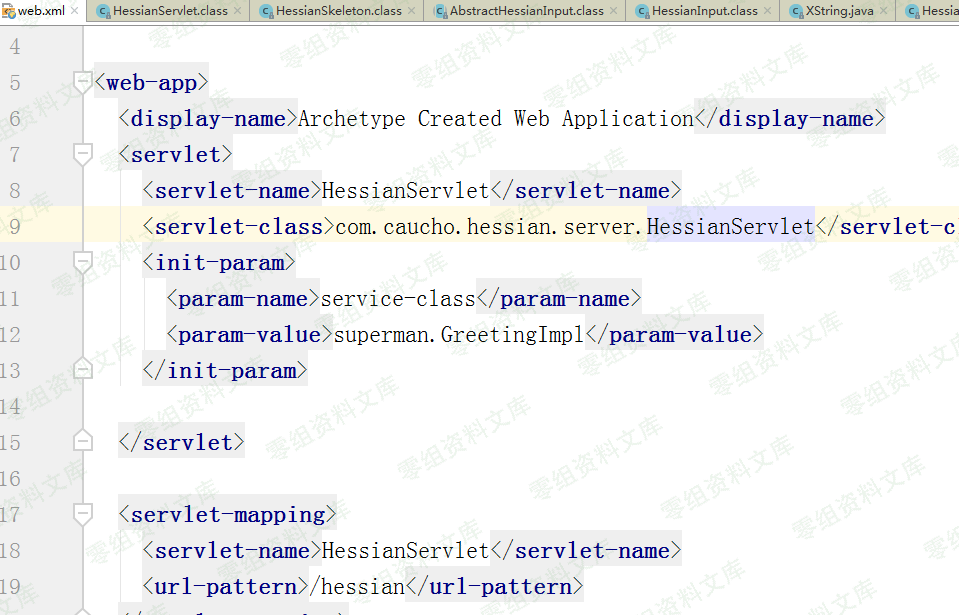 web.xml HessianServlet.class HessianSkeleton.class AbstractHessianInput.class HessianInput.class XString.java Hessia
4
5 <web-app>
6 <display-name>Archetype Created Web Application</display-name>
7 <servlet>
8 <servlet-name>HessianServlet</servlet-name>
9 <servlet-class>com.caucho.hessian.server.HessianServlet</servlet-c
10 <init-param>
11 <param-name>service-class</param-name>
12 <param-value>superman.GreetingImpl</param-value>
13 </init-param>
14
15 </servlet>
16
17 <servlet-mapping>
18 <servlet-name>HessianServlet</servlet-name>
19 <url-pattern>/hessian</url-pattern>
零组资料文库